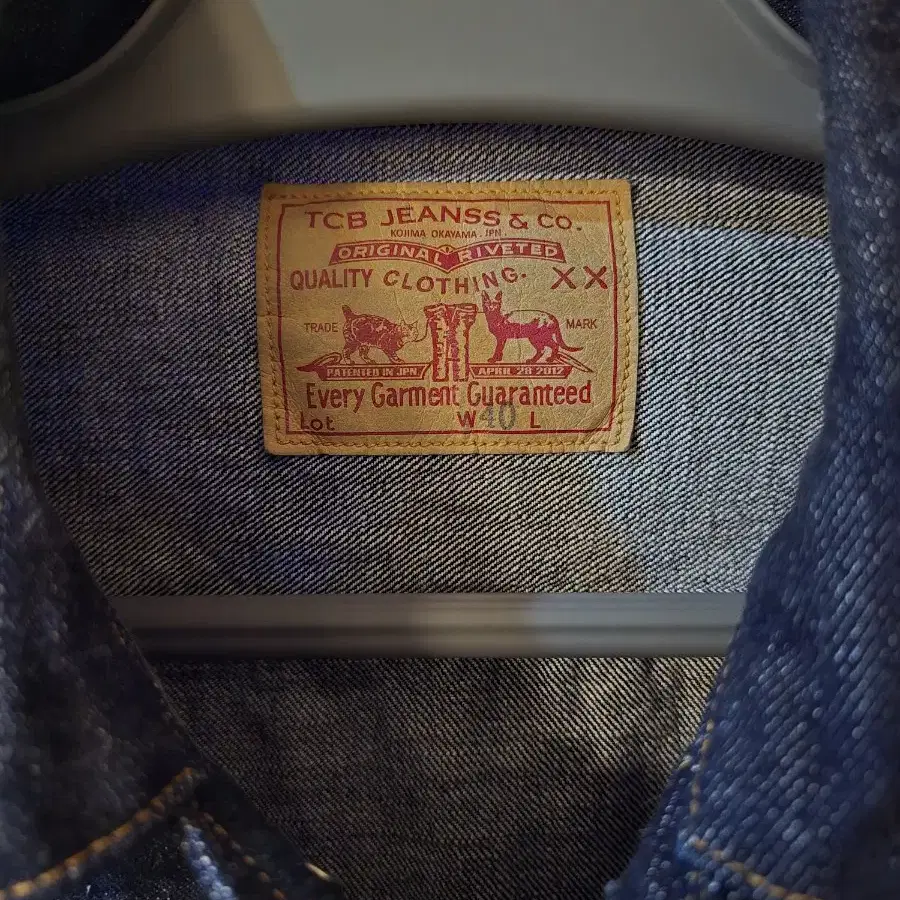 TCB JEANSS & CO.
KOJIMA OKAYAMA . JPN .
ORIGINAL RIVETED
QUALITY CLOTHING. XX
TRADE MARK
PATENTED IN JPN APRIL 28 2012
Every Garment Guaranteed
Lot W 40 L